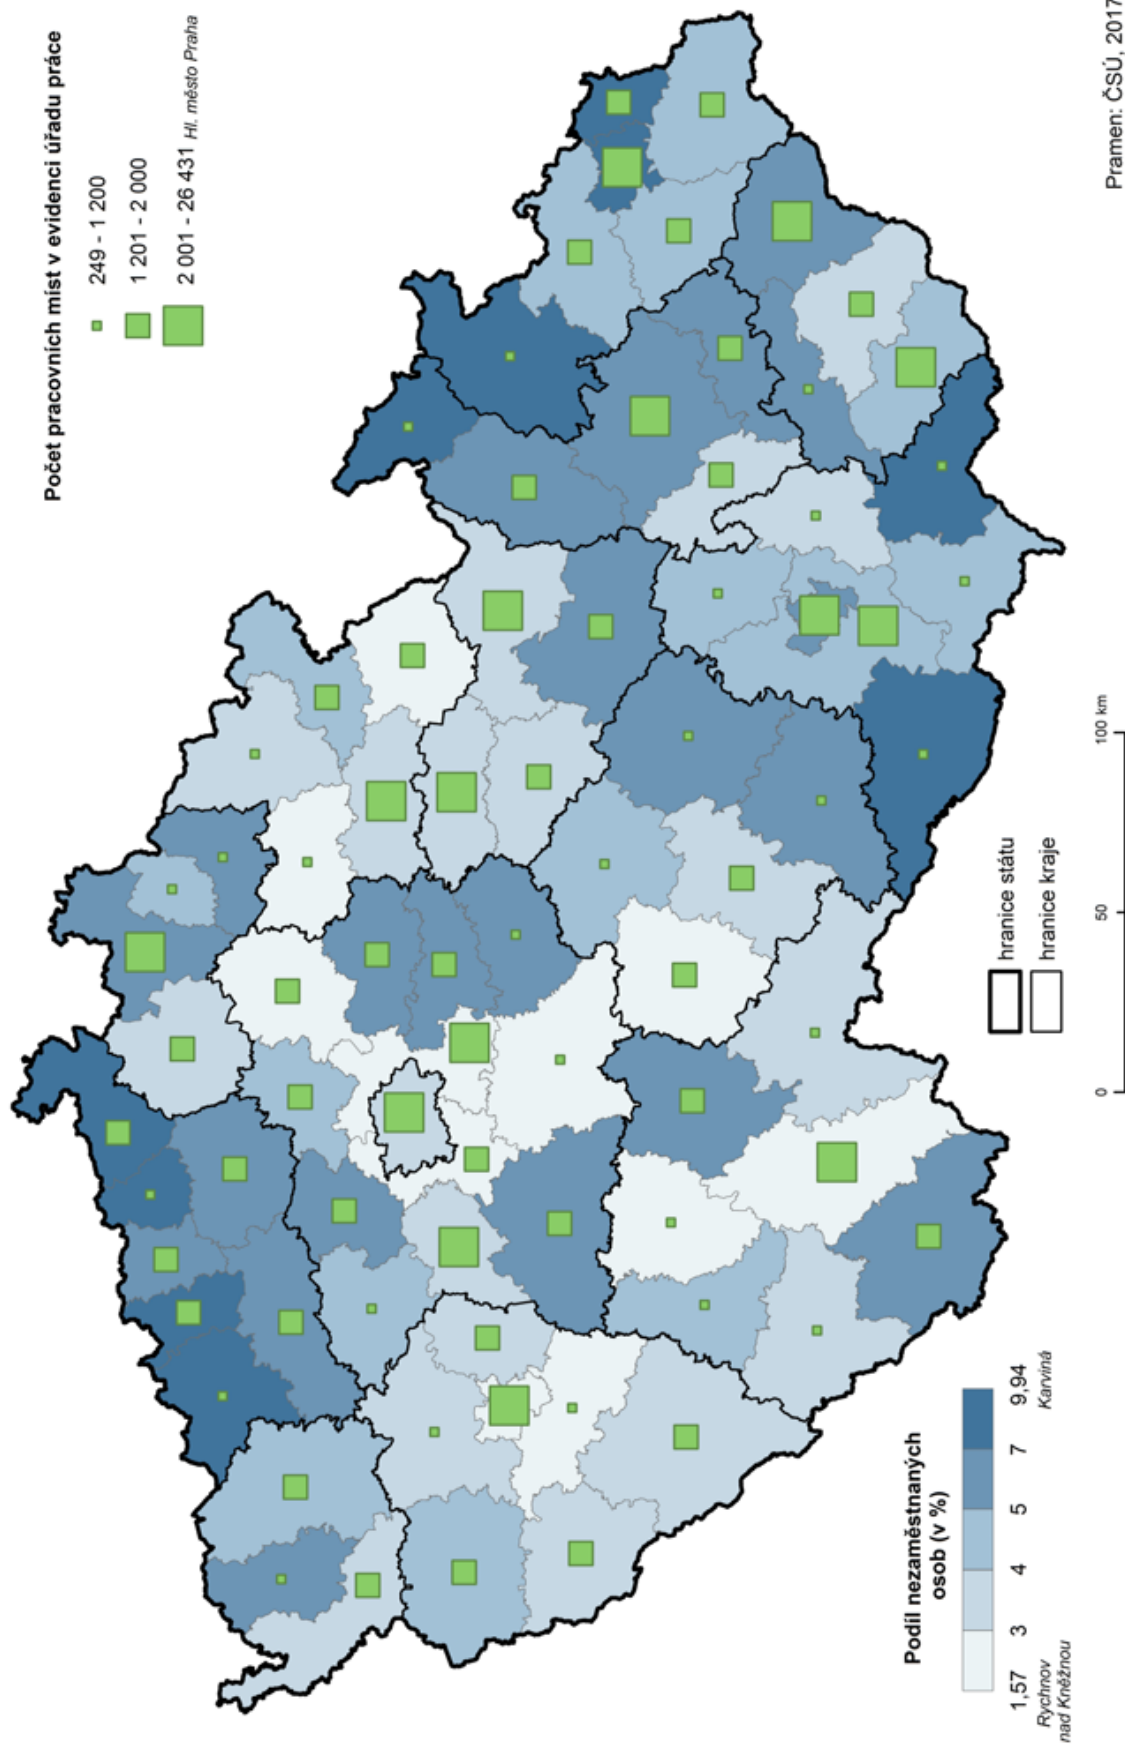 Počet pracovních míst v evidenci úřadu práce
249 - 1 200
1 201 - 2 000
2 001 - 26 431 Hl. město Praha
Podíl nezaměstnaných
osob (v %)
1,57 3 4 5 7 9,94
Rychnov
nad Kněžnou
Karviná
hranice státu
hranice kraje
0 50 100 km
Pramen: ČSÚ, 2017